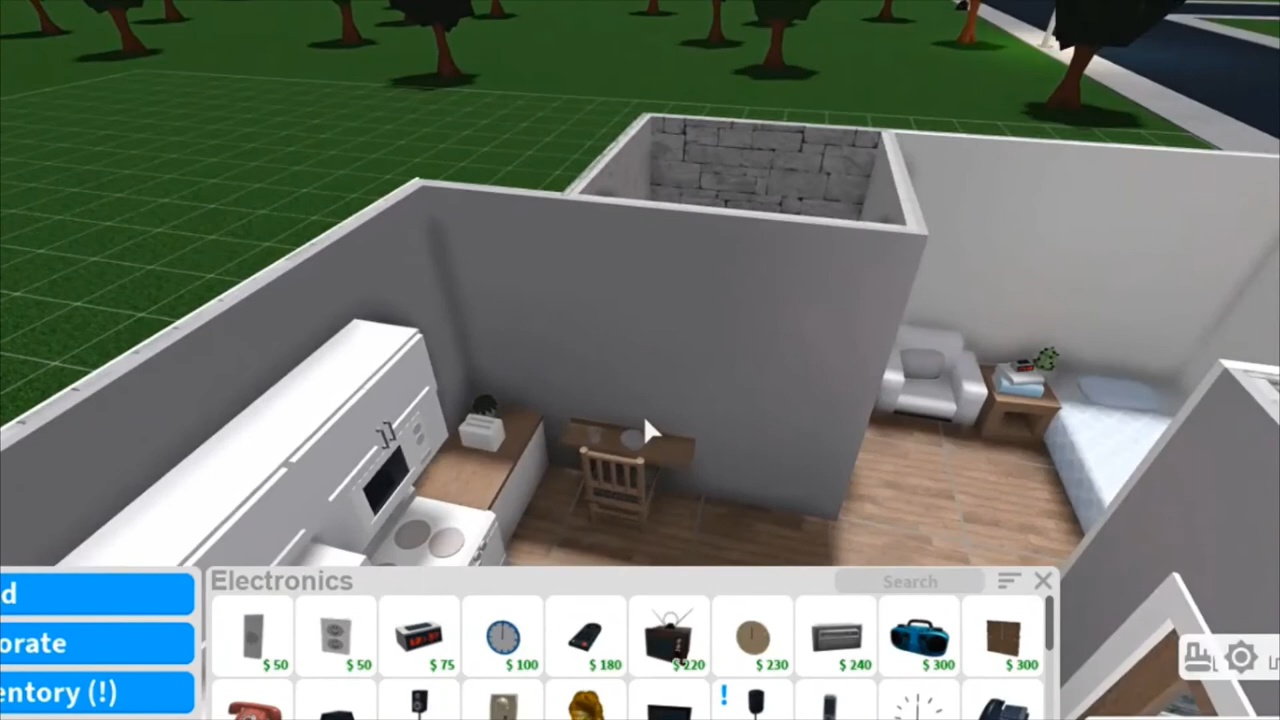 d
orate
entory (!)
Electronics
Search
$ 50
$ 50
$ 75
$ 100
$ 180
$ 220
$ 230
$ 240
$ 300
$ 300
!